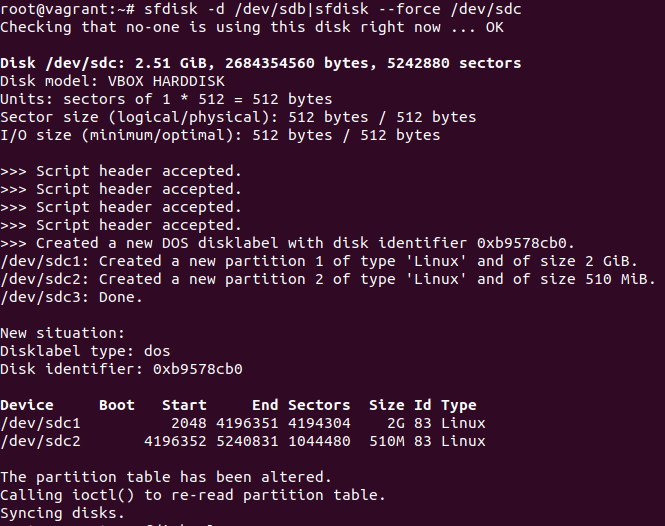 root@vagrant:~# sfdisk -d /dev/sdb|sfdisk --force /dev/sdc
Checking that no-one is using this disk right now ... OK
Disk /dev/sdc: 2.51 GiB, 2684354560 bytes, 5242880 sectors
Disk model: VBOX HARDDISK
Units: sectors of 1 * 512 = 512 bytes
Sector size (logical/physical): 512 bytes / 512 bytes
I/O size (minimum/optimal): 512 bytes / 512 bytes
>>> Script header accepted.
>>> Script header accepted.
>>> Script header accepted.
>>> Script header accepted.
>>> Created a new DOS disklabel with disk identifier 0xb9578cb0.
/dev/sdc1: Created a new partition 1 of type 'Linux' and of size 2 GiB.
/dev/sdc2: Created a new partition 2 of type 'Linux' and of size 510 MiB.
/dev/sdc3: Done.
New situation:
Disklabel type: dos
Disk identifier: 0xb9578cb0
Device     Boot   Start     End Sectors  Size Id Type
/dev/sdc1          2048 4196351 4194304    2G 83 Linux
/dev/sdc2       4196352 5240831 1044480  510M 83 Linux
The partition table has been altered.
Calling ioctl() to re-read partition table.
Syncing disks.